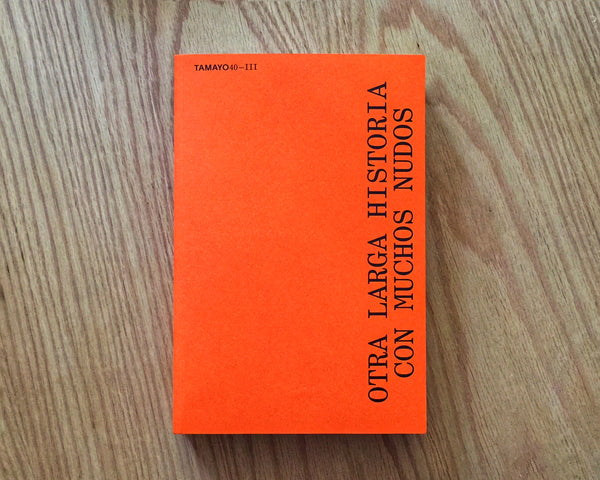 TAMAYO40–III
OTRA LARGA HISTORIA
CON MUCHOS NUDOS